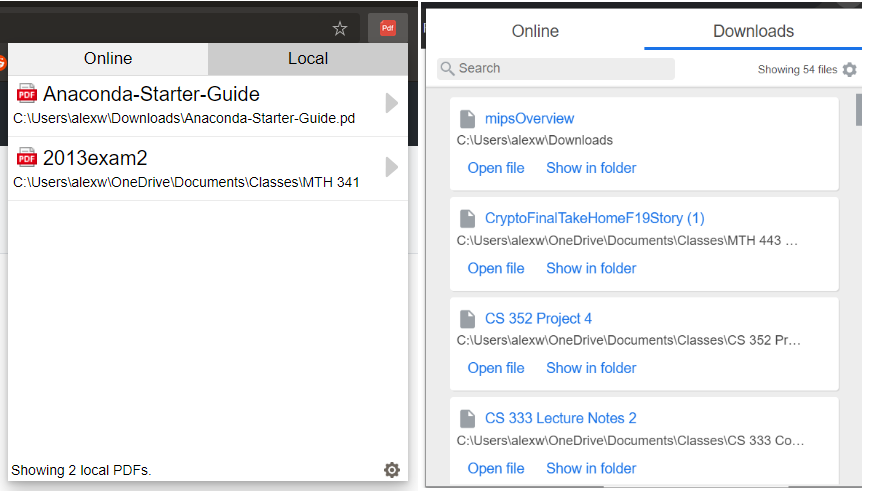 Pdf
Online Local
PDF Anaconda-Starter-Guide
C:\Users\alexw\Downloads\Anaconda-Starter-Guide.pd
PDF 2013exam2
C:\Users\alexw\OneDrive\Documents\Classes\MTH 341
Showing 2 local PDFs.
Online Downloads
Search Showing 54 files
mipsOverview
C:\Users\alexw\Downloads
Open file Show in folder
CryptoFinalTakeHomeF19Story (1)
C:\Users\alexw\OneDrive\Documents\Classes\MTH 443 ...
Open file Show in folder
CS 352 Project 4
C:\Users\alexw\OneDrive\Documents\Classes\CS 352 Pr...
Open file Show in folder
CS 333 Lecture Notes 2
C:\Users\alexw\OneDrive\Documents\Classes\CS 333 Co...
Open file Show in folder